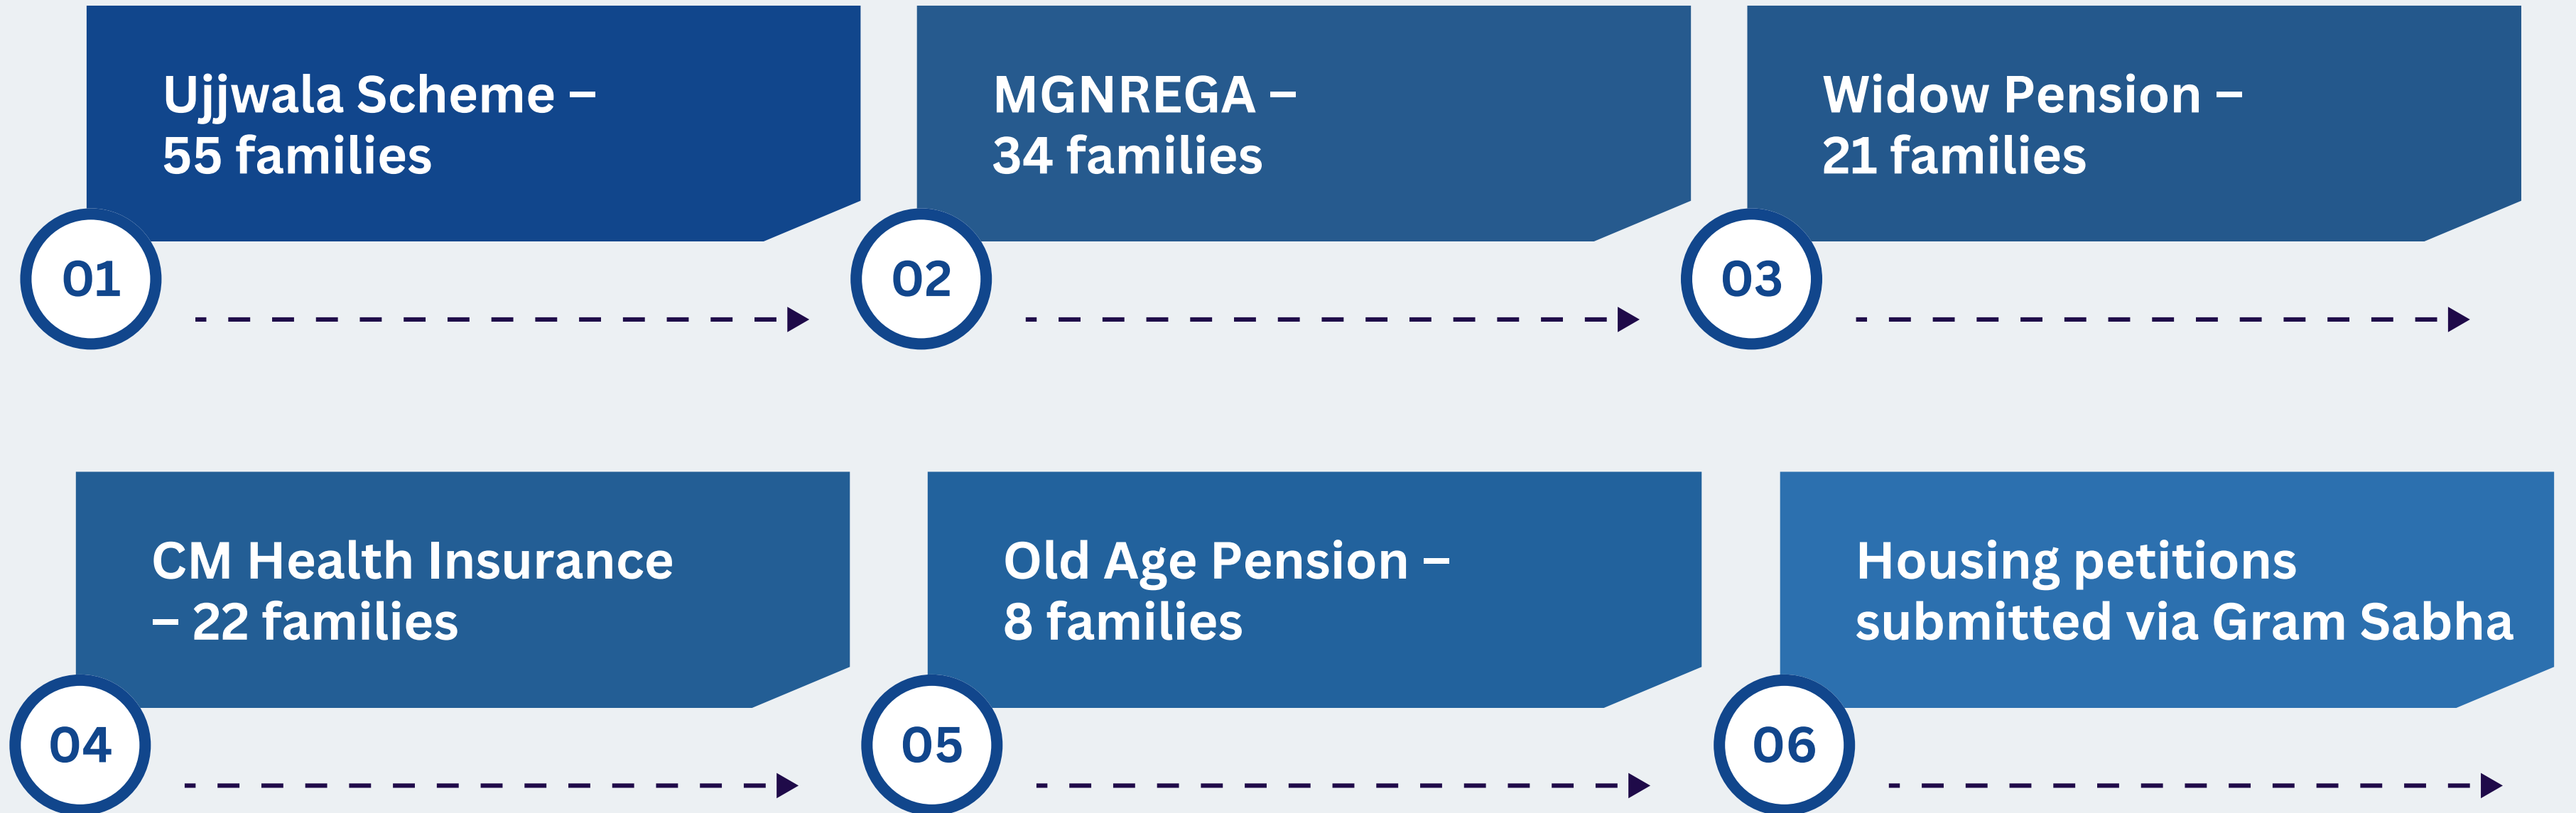 Ujjwala Scheme –
55 families
01
MGNREGA –
34 families
02
Widow Pension –
21 families
03
CM Health Insurance
– 22 families
04
Old Age Pension –
8 families
05
Housing petitions
submitted via Gram Sabha
06